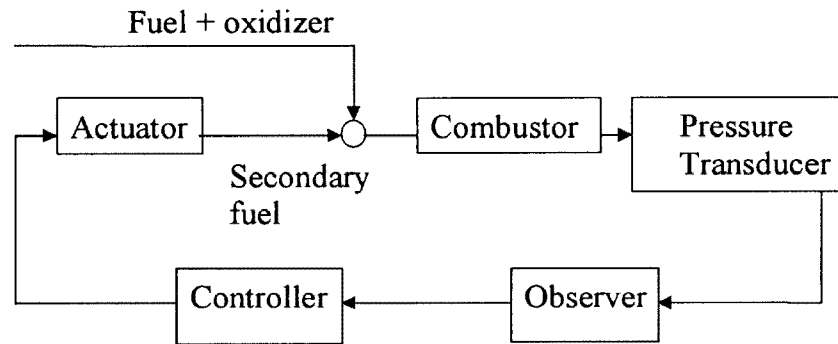 Fuel + oxidizer
Actuator
Combustor
Pressure
Transducer
Secondary
fuel
Controller
Observer